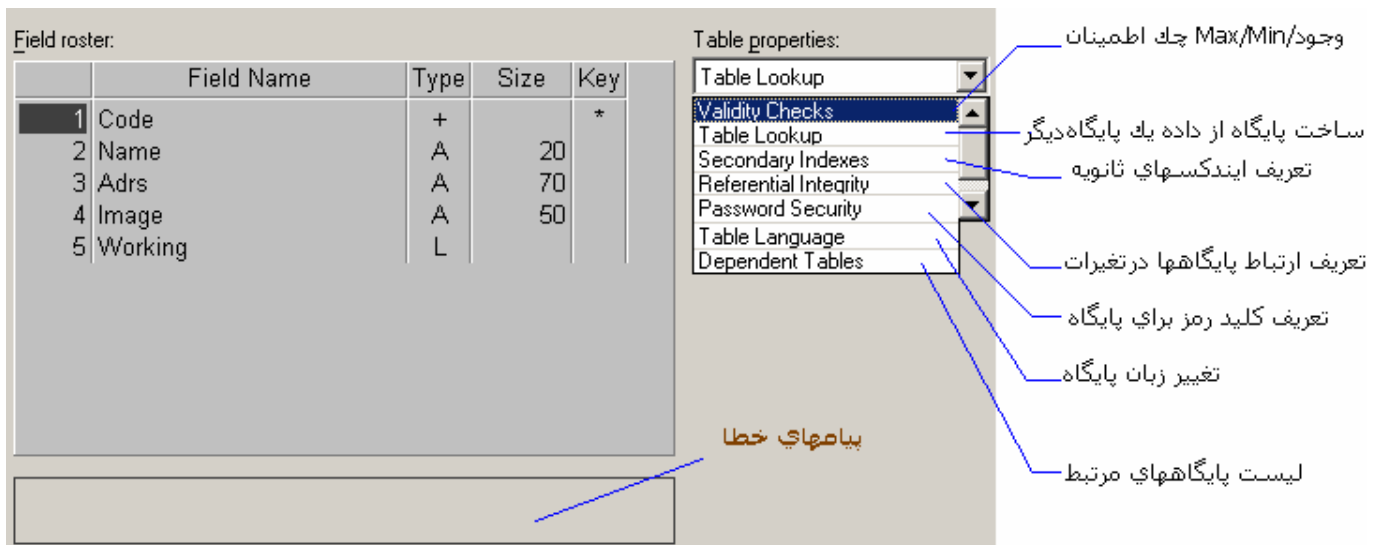 Field roster:
Field Name Type Size Key
1 Code + *
2 Name A 20
3 Adrs A 70
4 Image A 50
5 Working L
Table properties:
Table Lookup
Validity Checks
Table Lookup
Secondary Indexes
Referential Integrity
Password Security
Table Language
Dependent Tables
وجود/Max/Min چك اطمينان
ساخت پايگاه از داده يك پايگاه ديگر
تعريف ايندكسهاي ثانويه
تعريف ارتباط پايگاهها درتغيرات
تعريف كليد رمز براي پايگاه
تغيير زبان پايگاه
ليست پايگاههاي مرتبط
پيامهاي خطا